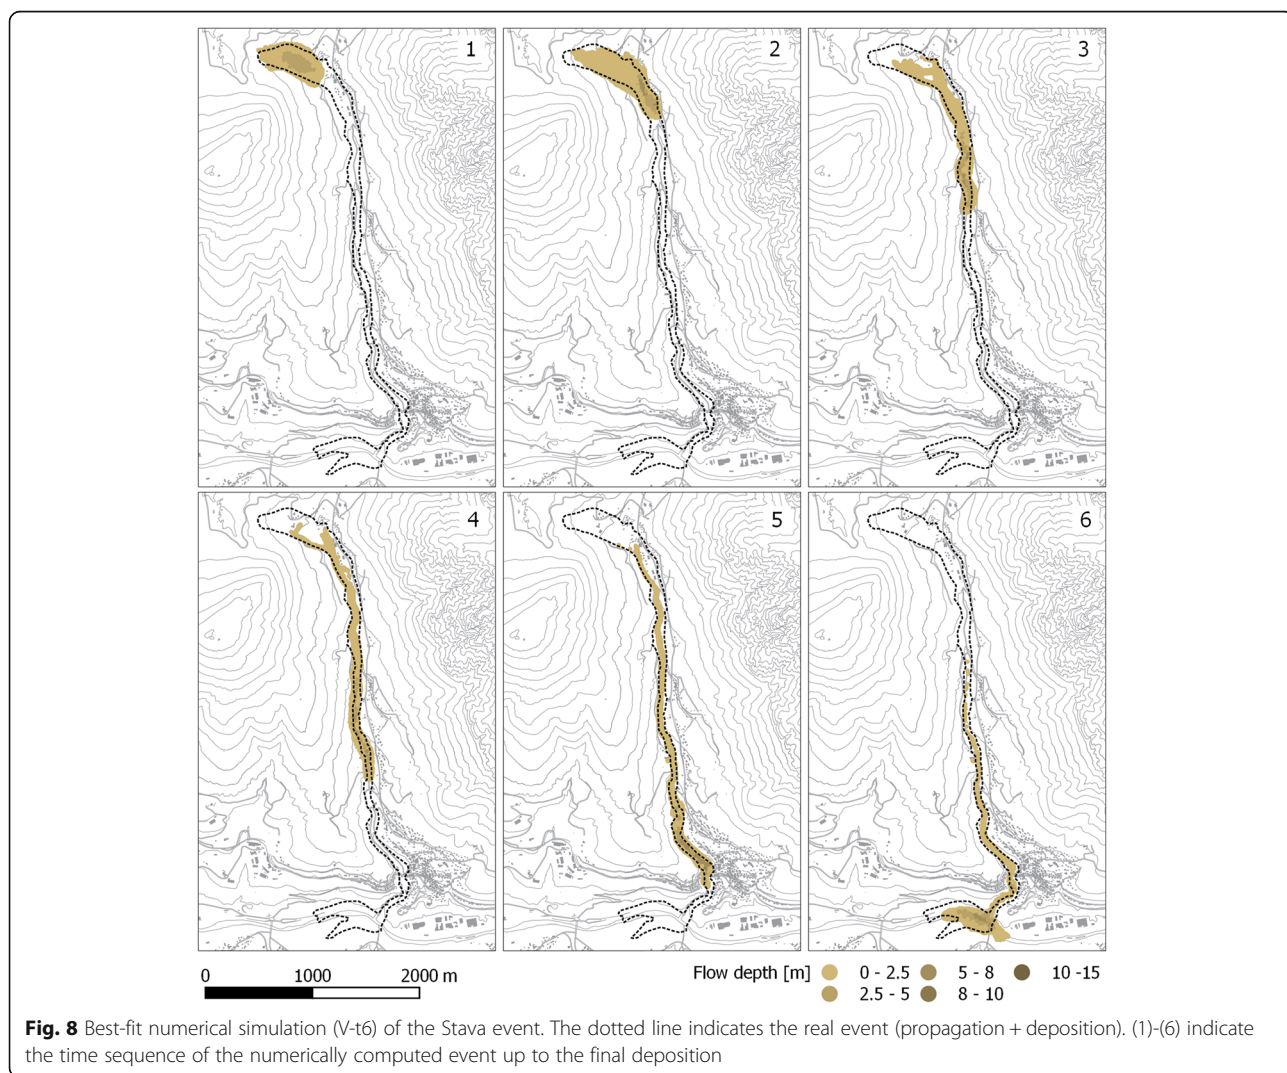 1
2
3
4
5
6
0 1000 2000 m
Flow depth [m] 0 - 2.5 5 - 8 10 -15
2.5 - 5 8 - 10
Fig. 8 Best-fit numerical simulation (V-t6) of the Stava event. The dotted line indicates the real event (propagation + deposition). (1)-(6) indicate
the time sequence of the numerically computed event up to the final deposition